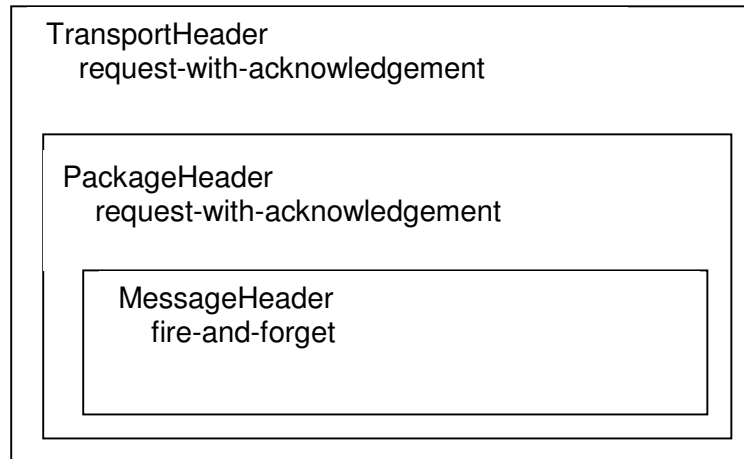 TransportHeader
request-with-acknowledgement
PackageHeader
request-with-acknowledgement
MessageHeader
fire-and-forget